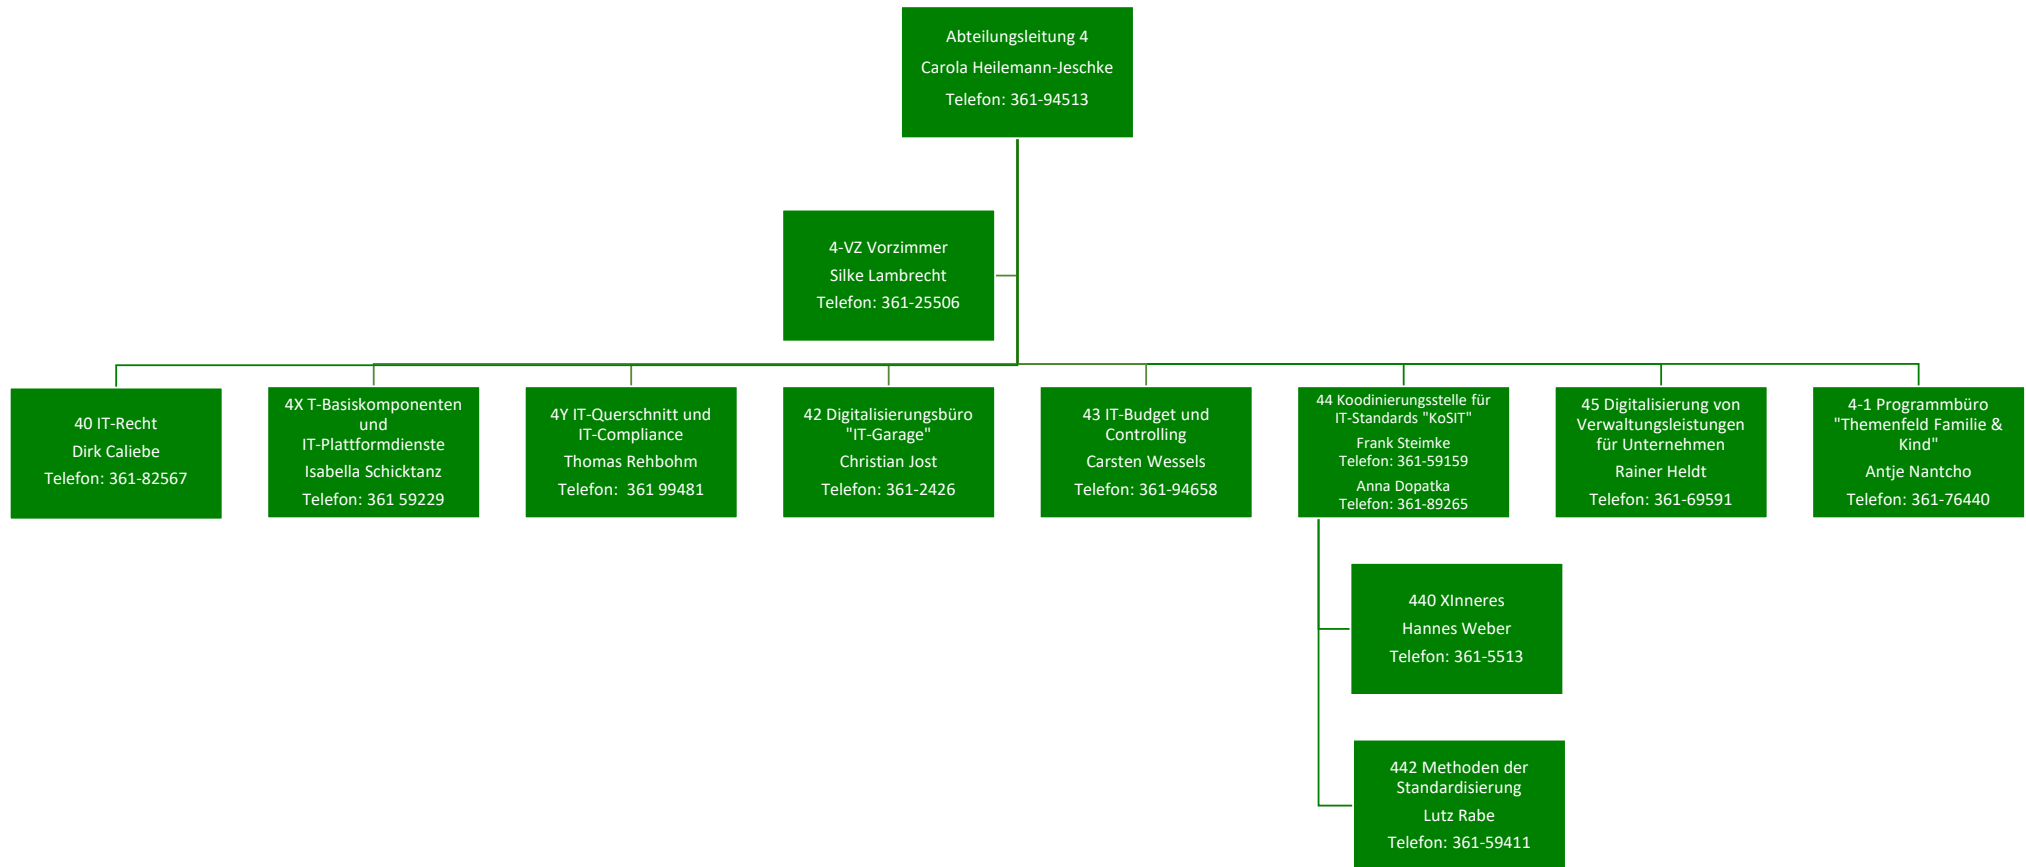 Abteilungsleitung 4
Carola Heilemann-Jeschke
Telefon: 361-94513
4-VZ Vorzimmer
Silke Lambrecht
Telefon: 361-25506
40 IT-Recht
Dirk Caliebe
Telefon: 361-82567
4X T-Basiskomponenten
und
IT-Plattformdienste
Isabella Schicktanz
Telefon: 361 59229
4Y IT-Querschnitt und
IT-Compliance
Thomas Rehbohm
Telefon:  361 99481
42 Digitalisierungsbüro
"IT-Garage"
Christian Jost
Telefon: 361-2426
43 IT-Budget und
Controlling
Carsten Wessels
Telefon: 361-94658
44 Koodinierungsstelle für
IT-Standards "KoSIT"
Frank Steimke
Telefon: 361-59159
Anna Dopatka
Telefon: 361-89265
45 Digitalisierung von
Verwaltungsleistungen
für Unternehmen
Rainer Heldt
Telefon: 361-69591
4-1 Programmbüro
"Themenfeld Familie &
Kind"
Antje Nantcho
Telefon: 361-76440
440 XInneres
Hannes Weber
Telefon: 361-5513
442 Methoden der
Standardisierung
Lutz Rabe
Telefon: 361-59411